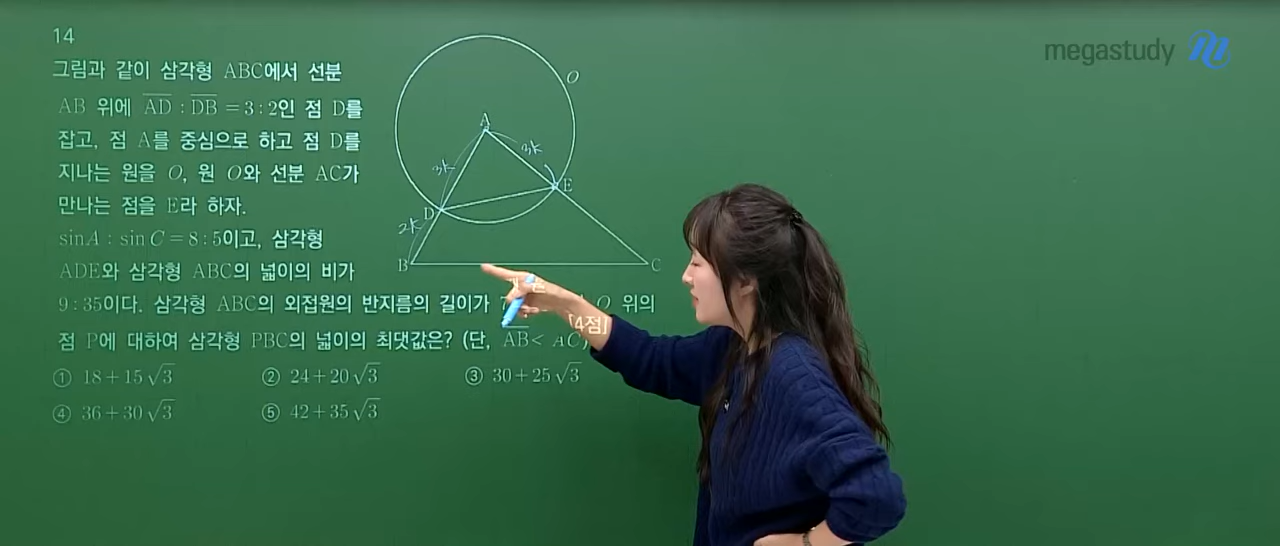 megastudy
14
그림과 같이 삼각형 ABC에서 선분
AB 위에 AD : DB = 3 : 2인 점 D를
잡고, 점 A를 중심으로 하고 점 D를
지나는 원을 O, 원 O와 선분 AC가
만나는 점을 E라 하자.
sinA : sin C = 8 : 5이고, 삼각형
ADE와 삼각형 ABC의 넓이의 비가
9 : 35이다. 삼각형 ABC의 외접원의 반지름의 길이가 O 위의
점 P에 대하여 삼각형 PBC의 넓이의 최댓값은? (단, AB < AC) [4점]
① 18+15√3 ② 24+20√3 ③ 30+25√3
④ 36+30√3 ⑤ 42+35√3
O
A
3k 3k
E
D
2k
B C